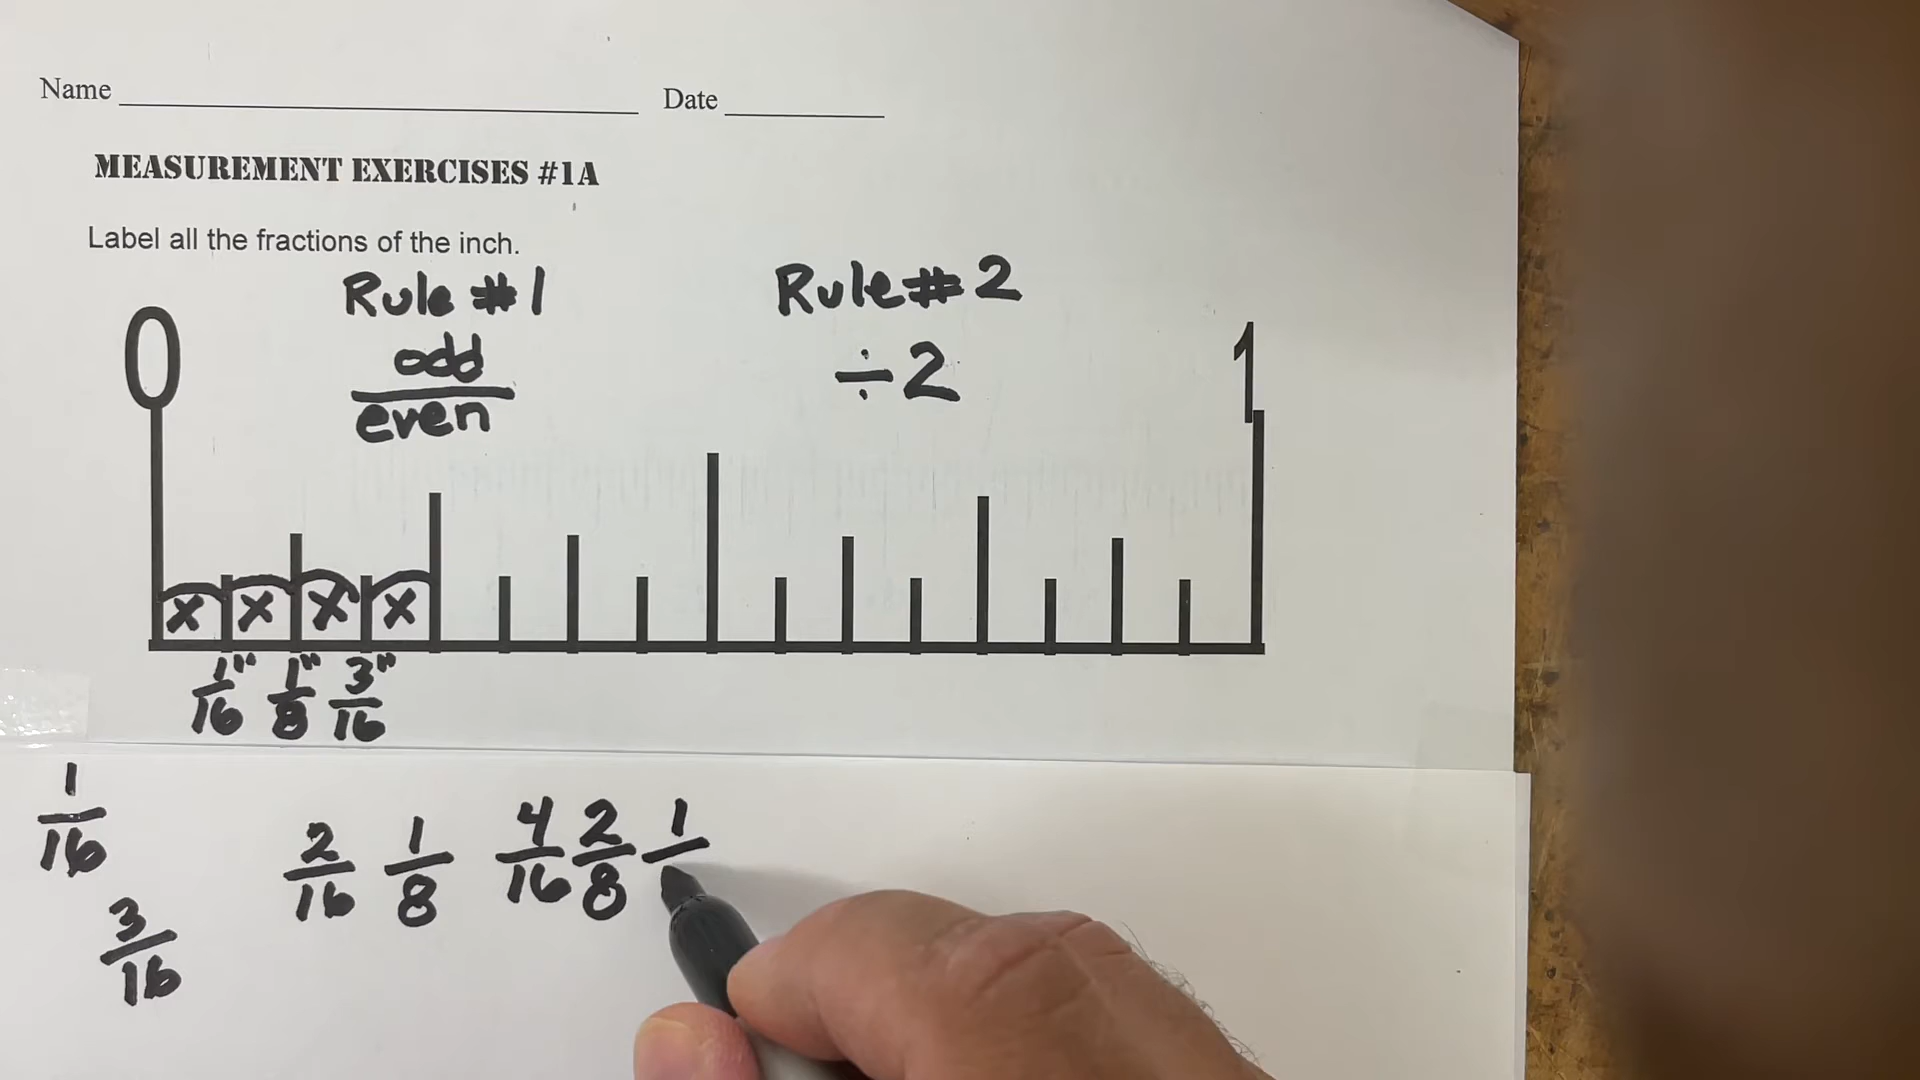 Name Date
MEASUREMENT EXERCISES #1A
Label all the fractions of the inch.
Rule #1 Rule #2
odd
even
÷2
0 1
x x x x
1/16" 1/8" 3/16"
1/16 2/16 1/8 4/16 2/8 1/
3/16